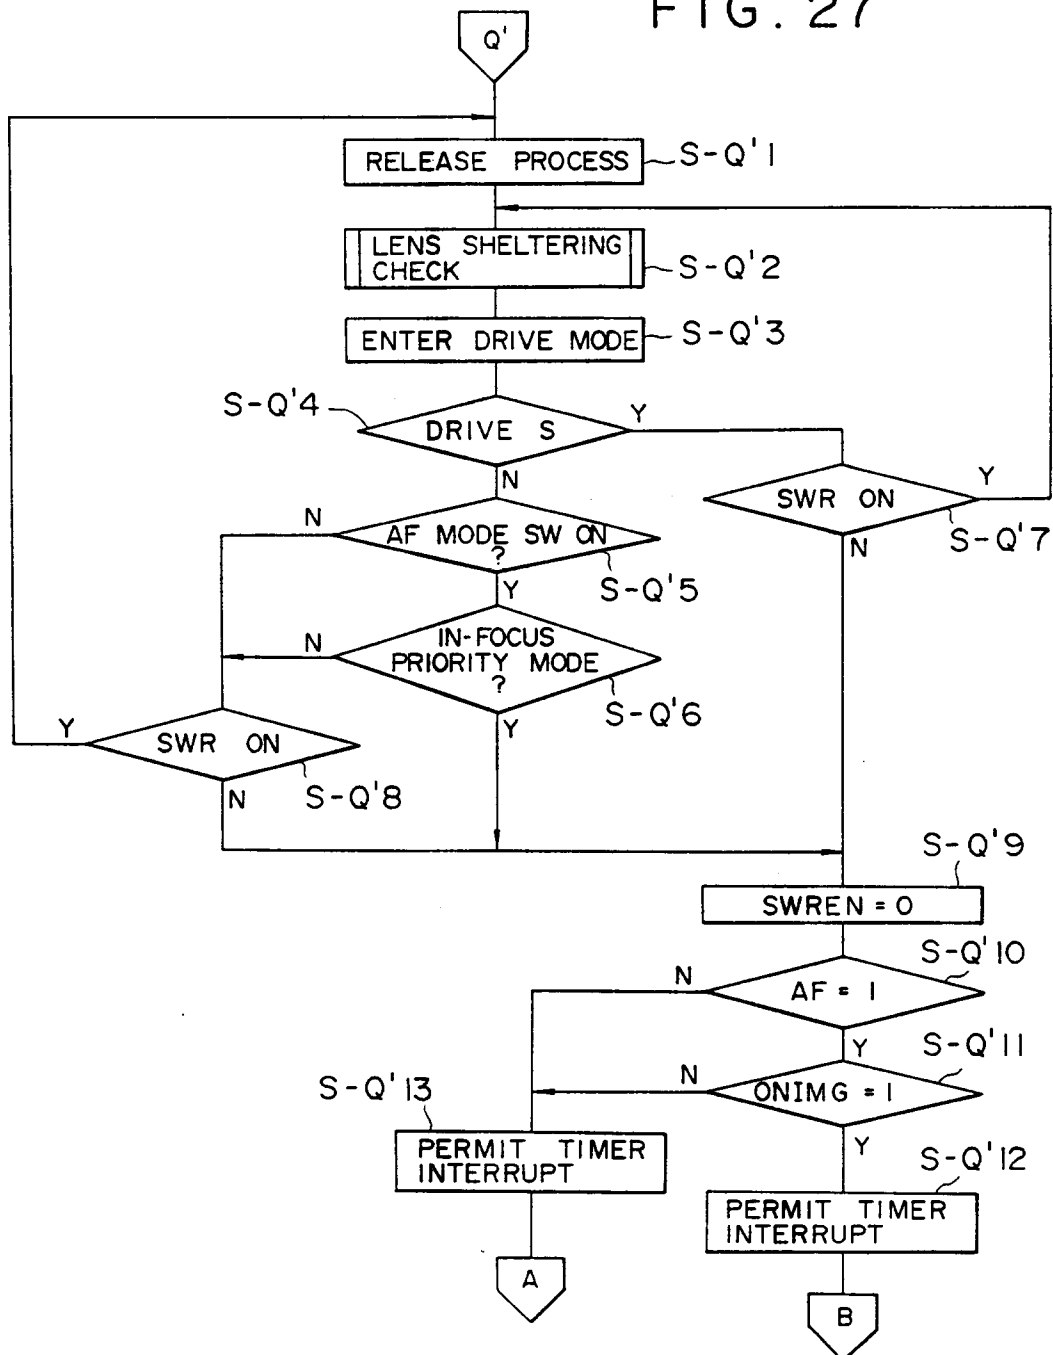 FIG. 27
Q'
RELEASE PROCESS
S-Q'1
LENS SHELTERING
CHECK
S-Q'2
ENTER DRIVE MODE
S-Q'3
S-Q'4
DRIVE S
Y
N
SWR ON
Y
S-Q'7
N
N
AF MODE SW ON
?
S-Q'5
Y
N
IN-FOCUS
PRIORITY MODE
?
S-Q'6
Y
Y
SWR ON
S-Q'8
N
S-Q'9
SWREN = 0
S-Q'10
N
AF = 1
Y
S-Q'11
N
ONIMG = 1
Y
S-Q'13
PERMIT TIMER
INTERRUPT
S-Q'12
PERMIT TIMER
INTERRUPT
A
B